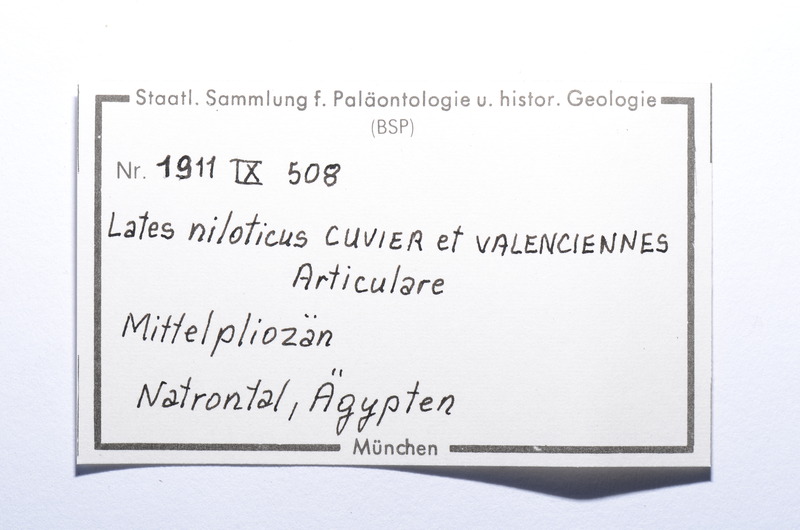 Staatl. Sammlung f. Paläontologie u. histor. Geologie
(BSP)
Nr. 1911 IX 508
Lates niloticus CUVIER et VALENCIENNES
Articulare
Mittelpliozän
Natrontal, Ägypten
München